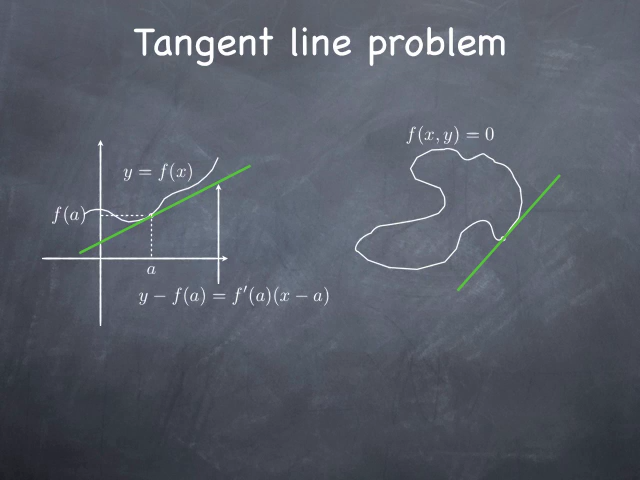 Tangent line problem
f(x, y) = 0
y = f(x)
f(a)
a
y − f(a) = f′(a)(x − a)